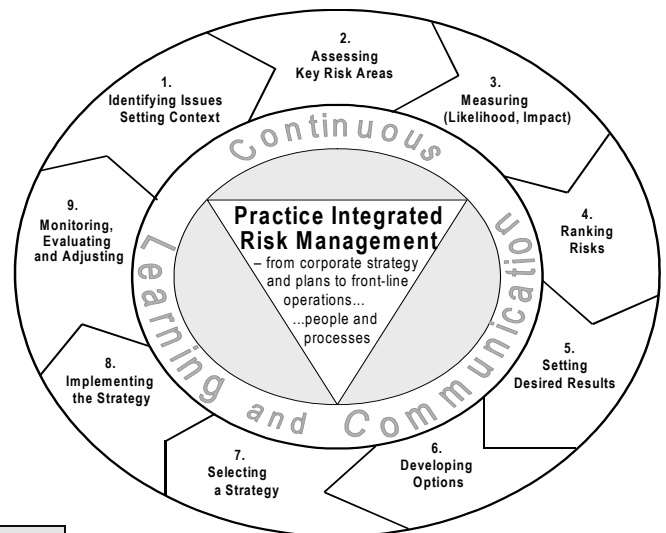 1.
Identifying Issues
Setting Context
2.
Assessing
Key Risk Areas
3.
Measuring
(Likelihood, Impact)
4.
Ranking
Risks
5.
Setting
Desired Results
6.
Developing
Options
7.
Selecting
a Strategy
8.
Implementing
the Strategy
9.
Monitoring,
Evaluating
and Adjusting
Continuous
Learning and Communication
Practice Integrated
Risk Management
– from corporate strategy
and plans to front-line
operations...
...people and
processes